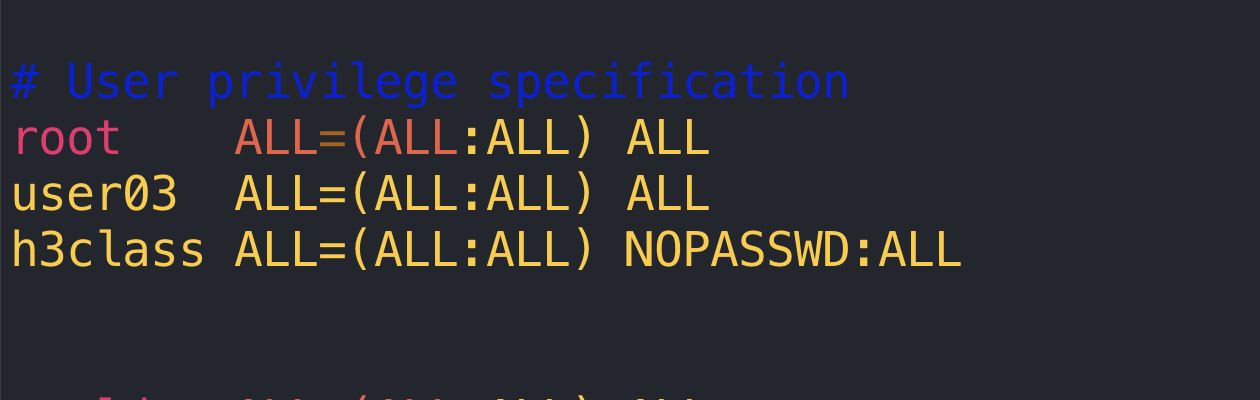 # User privilege specification
root    ALL=(ALL:ALL) ALL
user03  ALL=(ALL:ALL) ALL
h3class ALL=(ALL:ALL) NOPASSWD:ALL